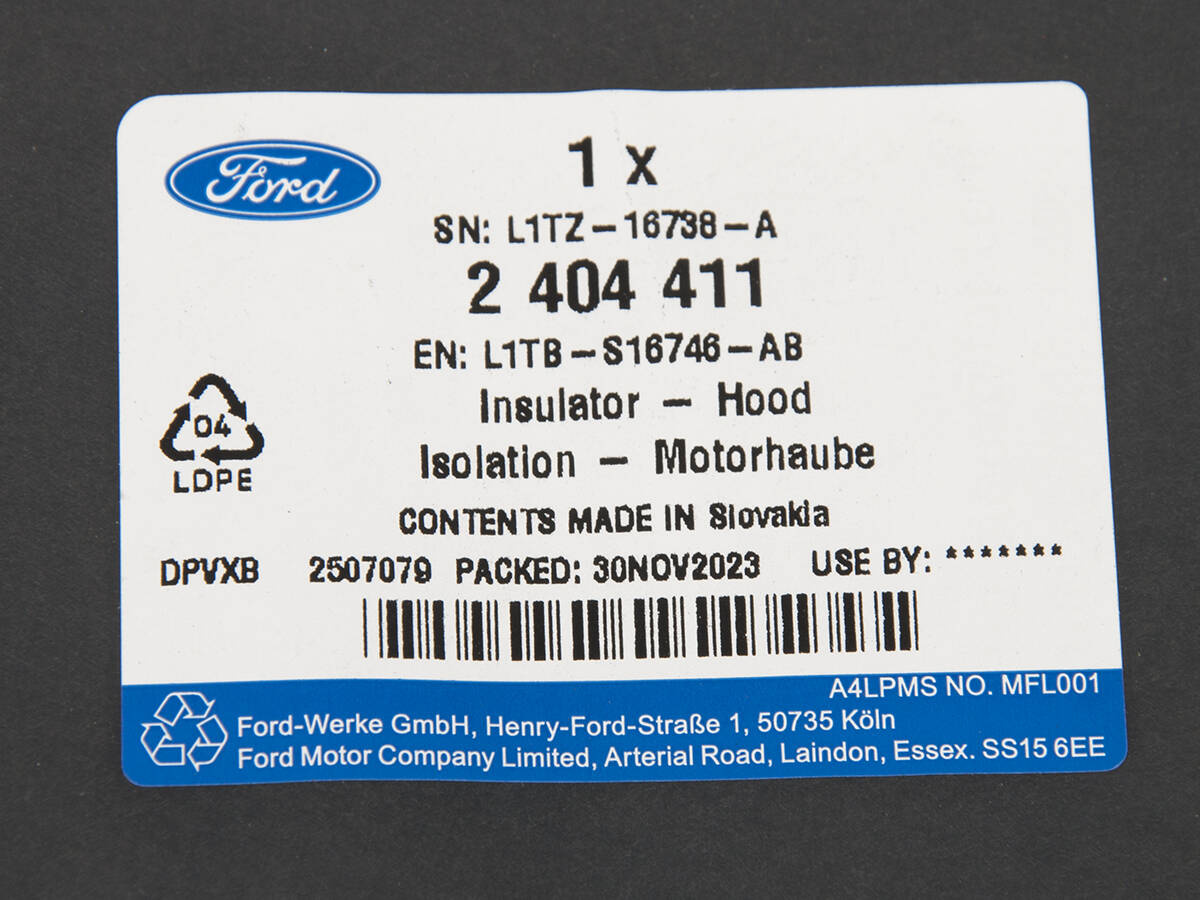 Ford
1 x
SN: L1TZ-16738-A
2 404 411
EN: L1TB-S16746-AB
Insulator - Hood
Isolation - Motorhaube
04
LDPE
CONTENTS MADE IN Slovakia
DPVXB 2507079 PACKED: 30NOV2023 USE BY: *******
A4LPMS NO. MFL001
Ford-Werke GmbH, Henry-Ford-Straße 1, 50735 Köln
Ford Motor Company Limited, Arterial Road, Laindon, Essex. SS15 6EE